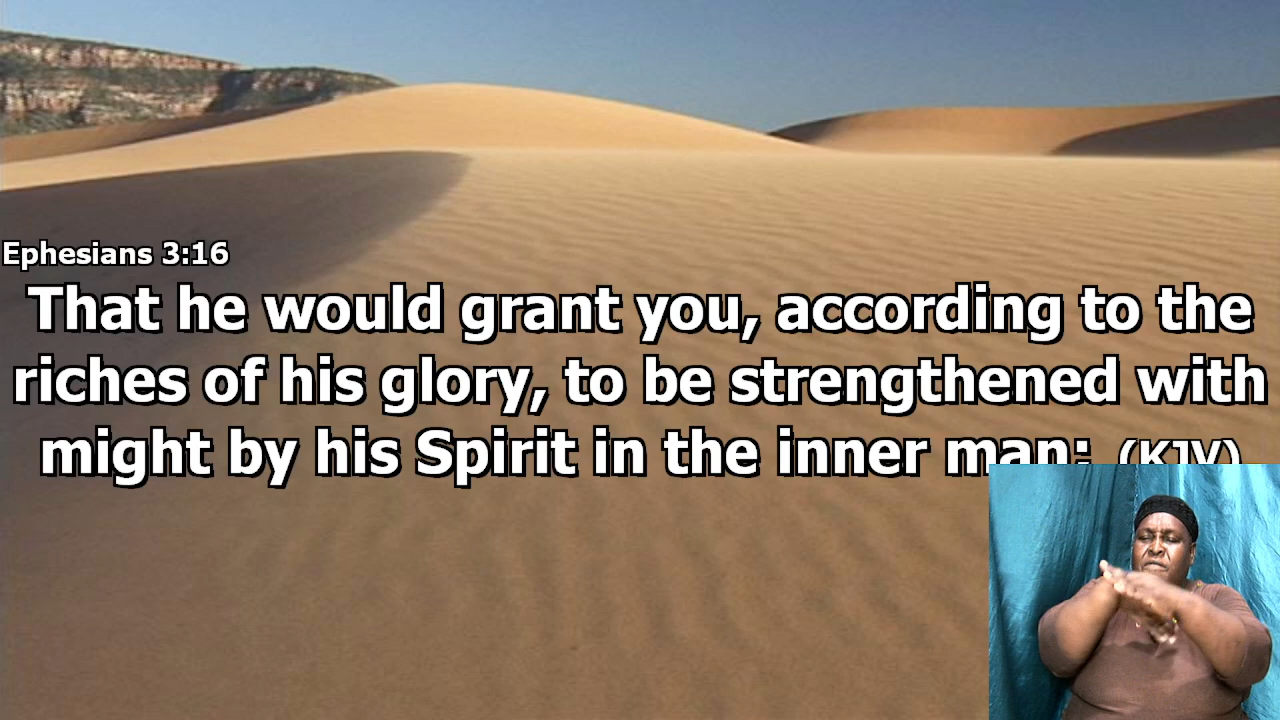 Ephesians 3:16
That he would grant you, according to the
riches of his glory, to be strengthened with
might by his Spirit in the inner man; (KJV)